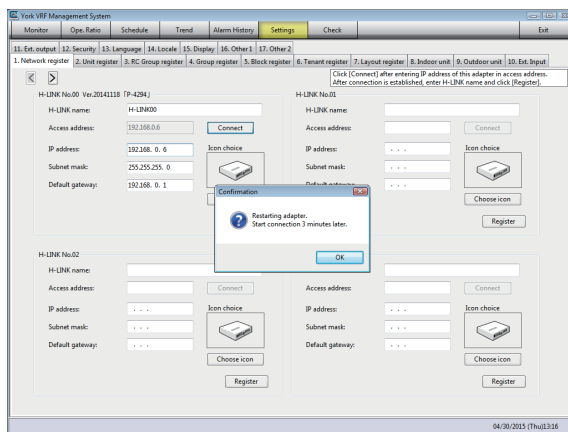 York VRF Management System
Monitor Ope. Ratio Schedule Trend Alarm History Settings Check Exit
11. Ext. output 12. Security 13. Language 14. Locale 15. Display 16. Other1 17. Other 2
1. Network register 2. Unit register 3. RC Group register 4. Group register 5. Block register 6. Tenant register 7. Layout register 8. Indoor unit 9. Outdoor unit 10. Ext. Input
Click [Connect] after entering IP address of this adapter in access address.
After connection is established, enter H-LINK name and click [Register].
< >
H-LINK No.00 Ver.20141118「P-4294」
H-LINK name: H-LINK00
Access address: 192.168.0.6 Connect
IP address: 192.168. 0. 6 Icon choice
Subnet mask: 255.255.255. 0
Default gateway: 192.168. 0. 1
H-LINK No.01
H-LINK name:
Access address: Connect
IP address: . . . Icon choice
Subnet mask: . . .
Default gateway: . . .
Choose icon
Register
Confirmation
Restarting adapter.
Start connection 3 minutes later.
OK
H-LINK No.02
H-LINK name:
Access address: Connect
IP address: . . . Icon choice
Subnet mask: . . .
Default gateway: . . .
Choose icon
Register
H-LINK name:
Access address: Connect
IP address: . . . Icon choice
Subnet mask: . . .
Default gateway: . . .
Choose icon
Register
04/30/2015 (Thu)13:16